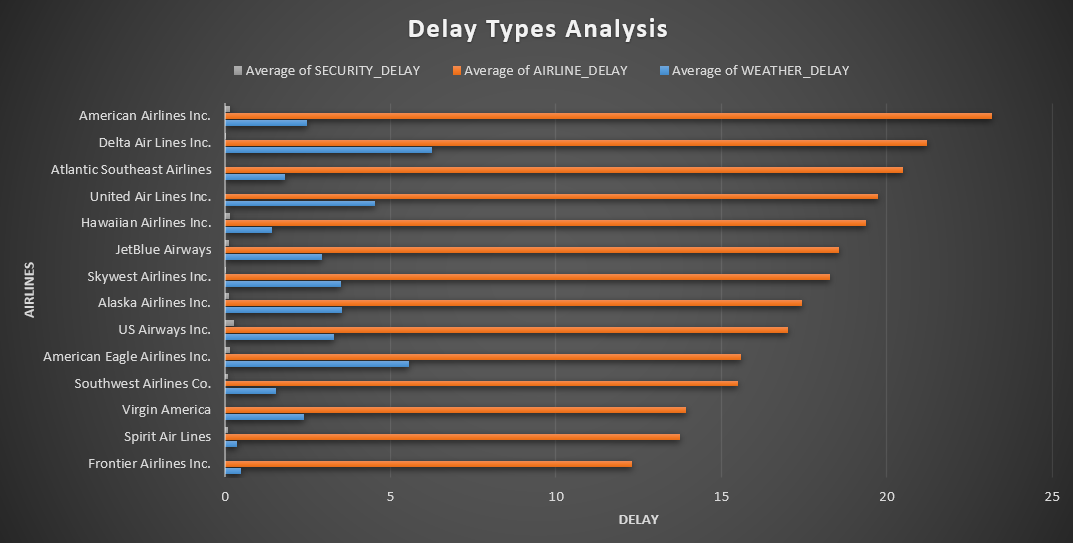 Delay Types Analysis
Average of SECURITY_DELAY Average of AIRLINE_DELAY Average of WEATHER_DELAY
AIRLINES
American Airlines Inc.
Delta Air Lines Inc.
Atlantic Southeast Airlines
United Air Lines Inc.
Hawaiian Airlines Inc.
JetBlue Airways
Skywest Airlines Inc.
Alaska Airlines Inc.
US Airways Inc.
American Eagle Airlines Inc.
Southwest Airlines Co.
Virgin America
Spirit Air Lines
Frontier Airlines Inc.
0 5 10 15 20 25
DELAY